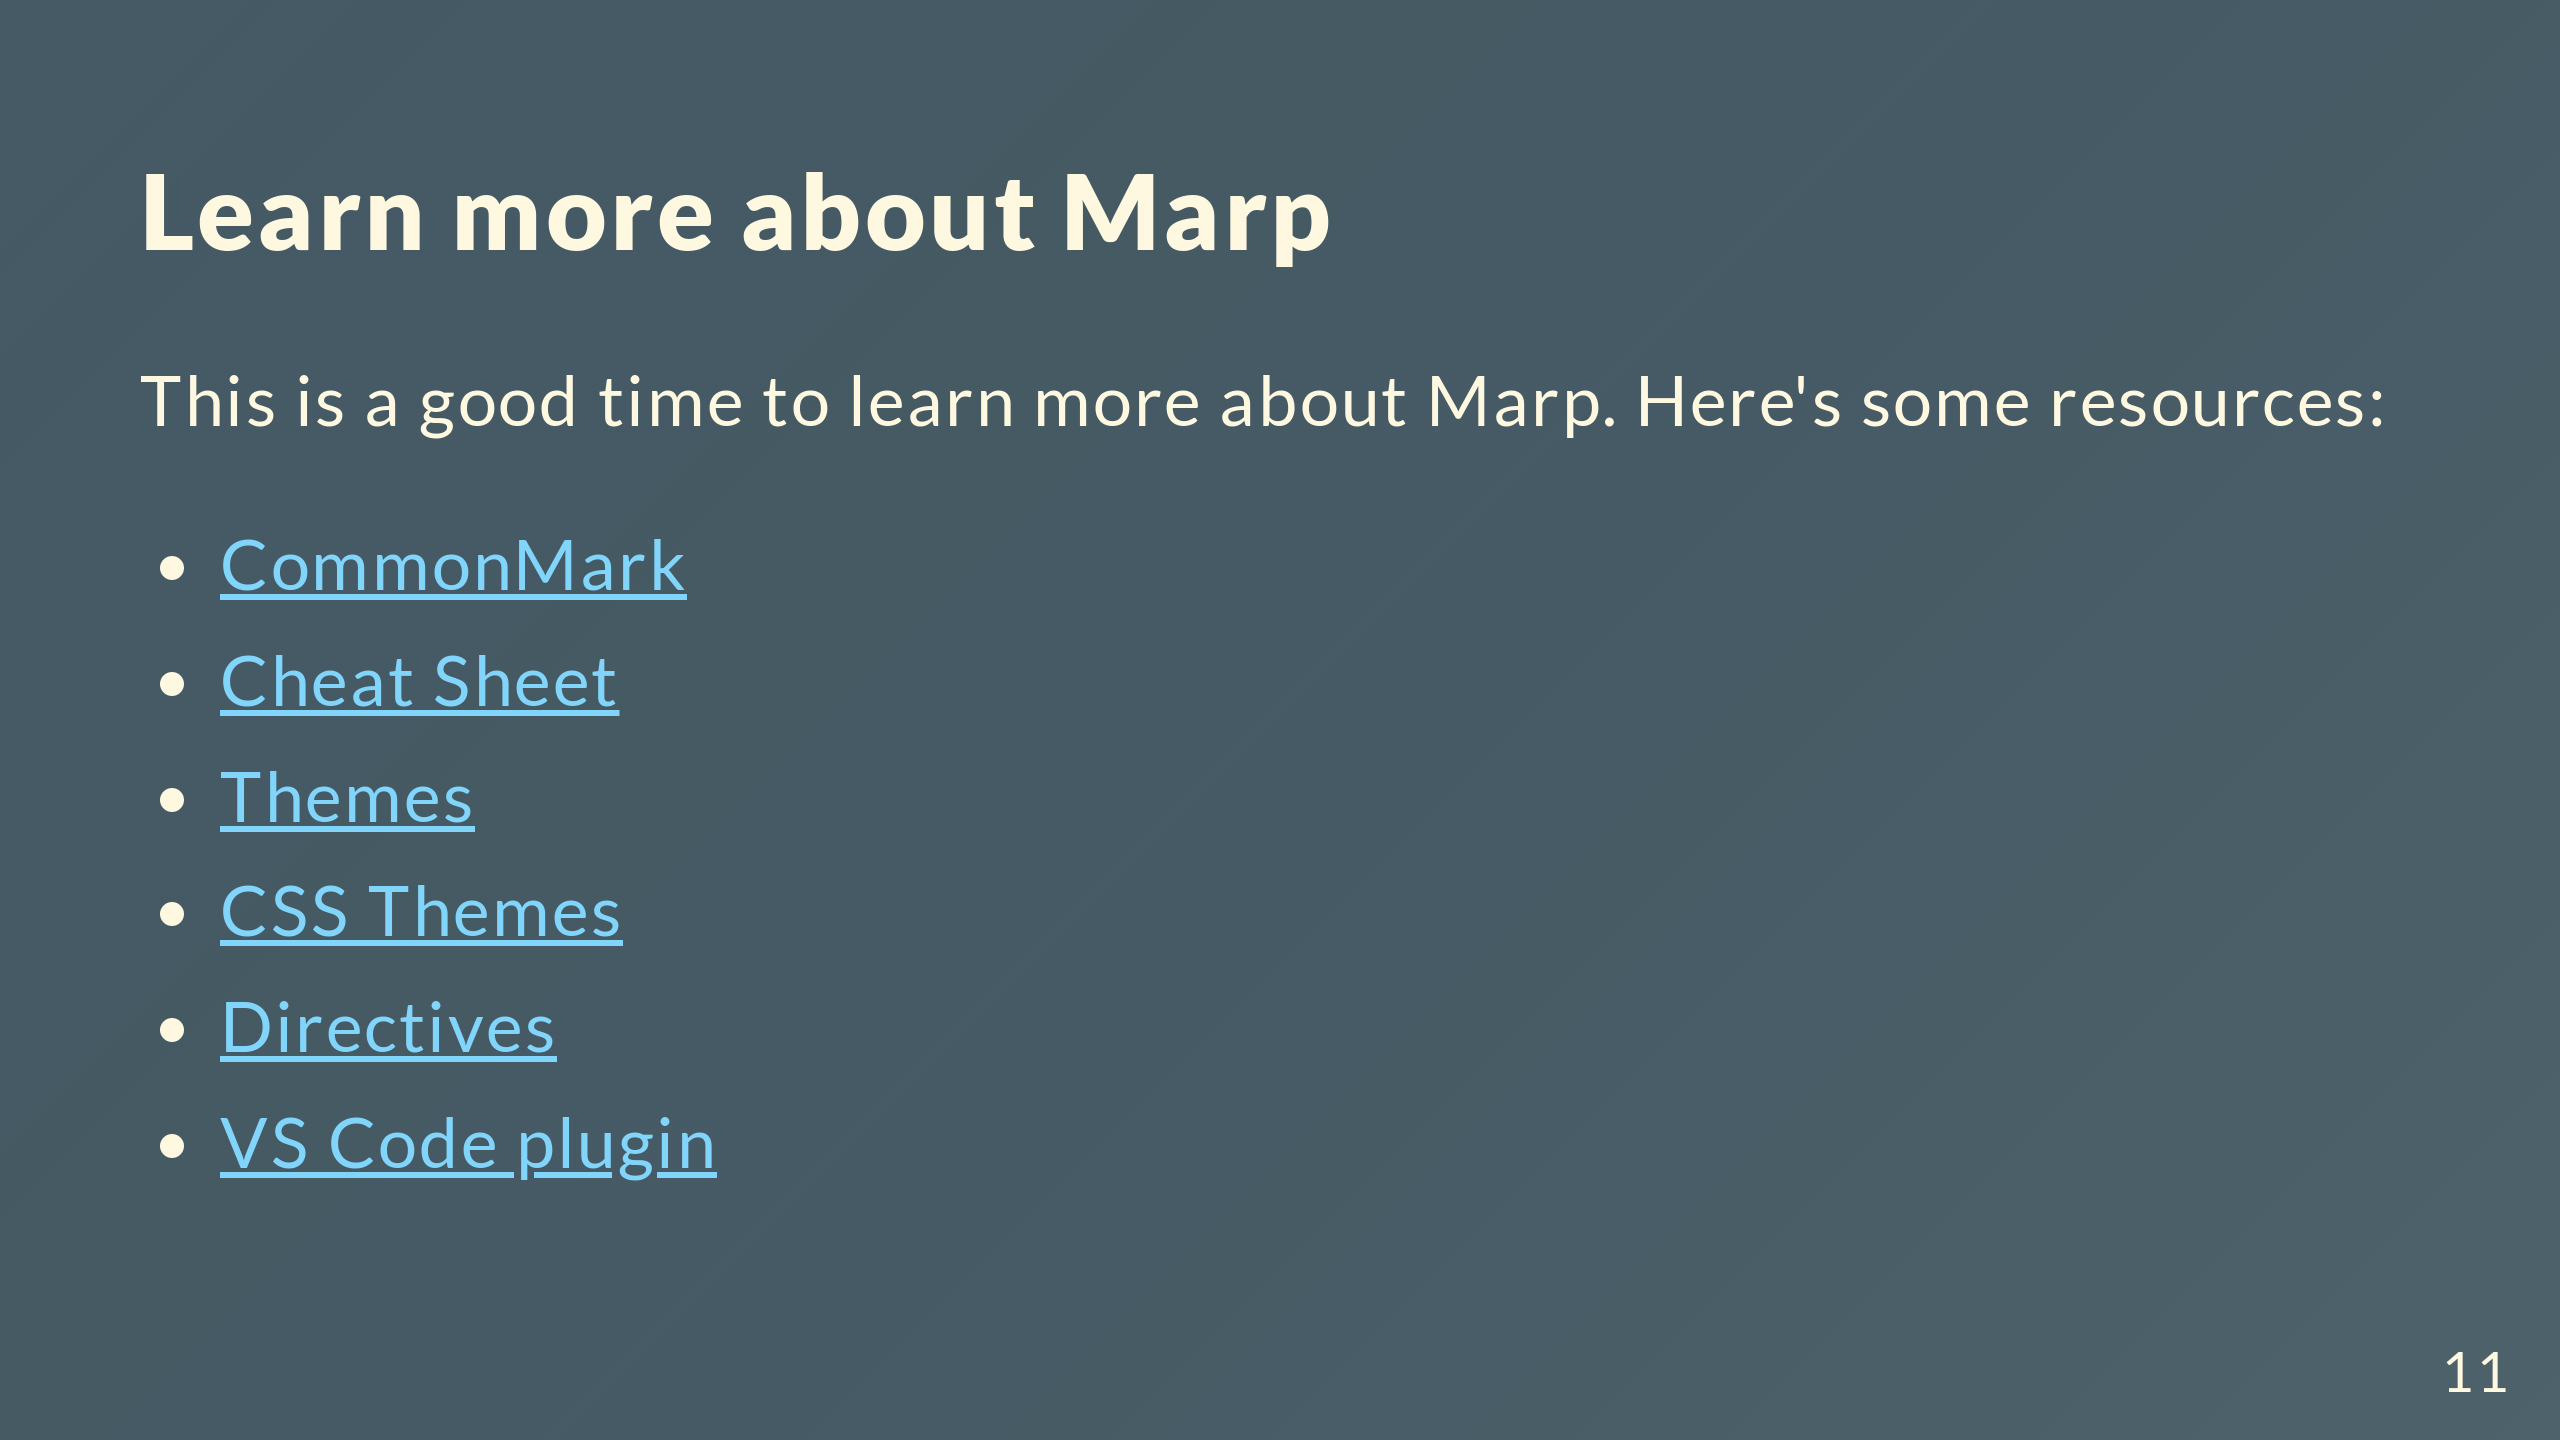 Learn more about Marp
This is a good time to learn more about Marp. Here's some resources:
CommonMark
Cheat Sheet
Themes
CSS Themes
Directives
VS Code plugin
11